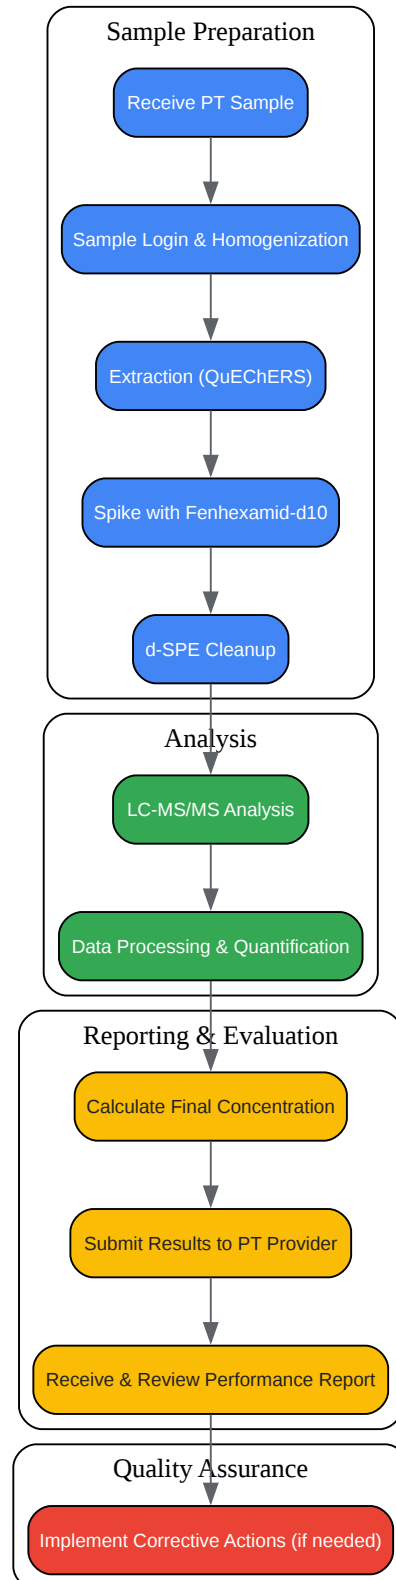 Sample Preparation
Receive PT Sample
Sample Login & Homogenization
Extraction (QuEChERS)
Spike with Fenhexamid-d10
d-SPE Cleanup
Analysis
LC-MS/MS Analysis
Data Processing & Quantification
Reporting & Evaluation
Calculate Final Concentration
Submit Results to PT Provider
Receive & Review Performance Report
Quality Assurance
Implement Corrective Actions (if needed)